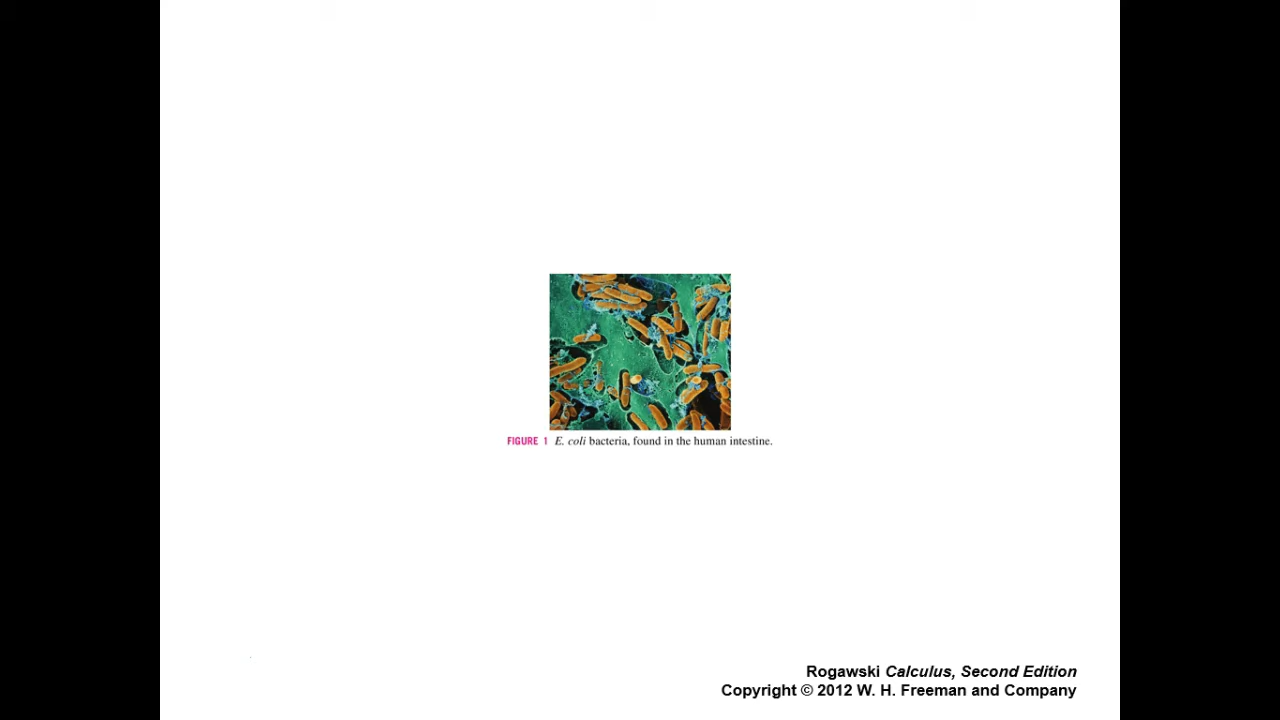 FIGURE 1 E. coli bacteria, found in the human intestine.
Rogawski Calculus, Second Edition
Copyright © 2012 W. H. Freeman and Company